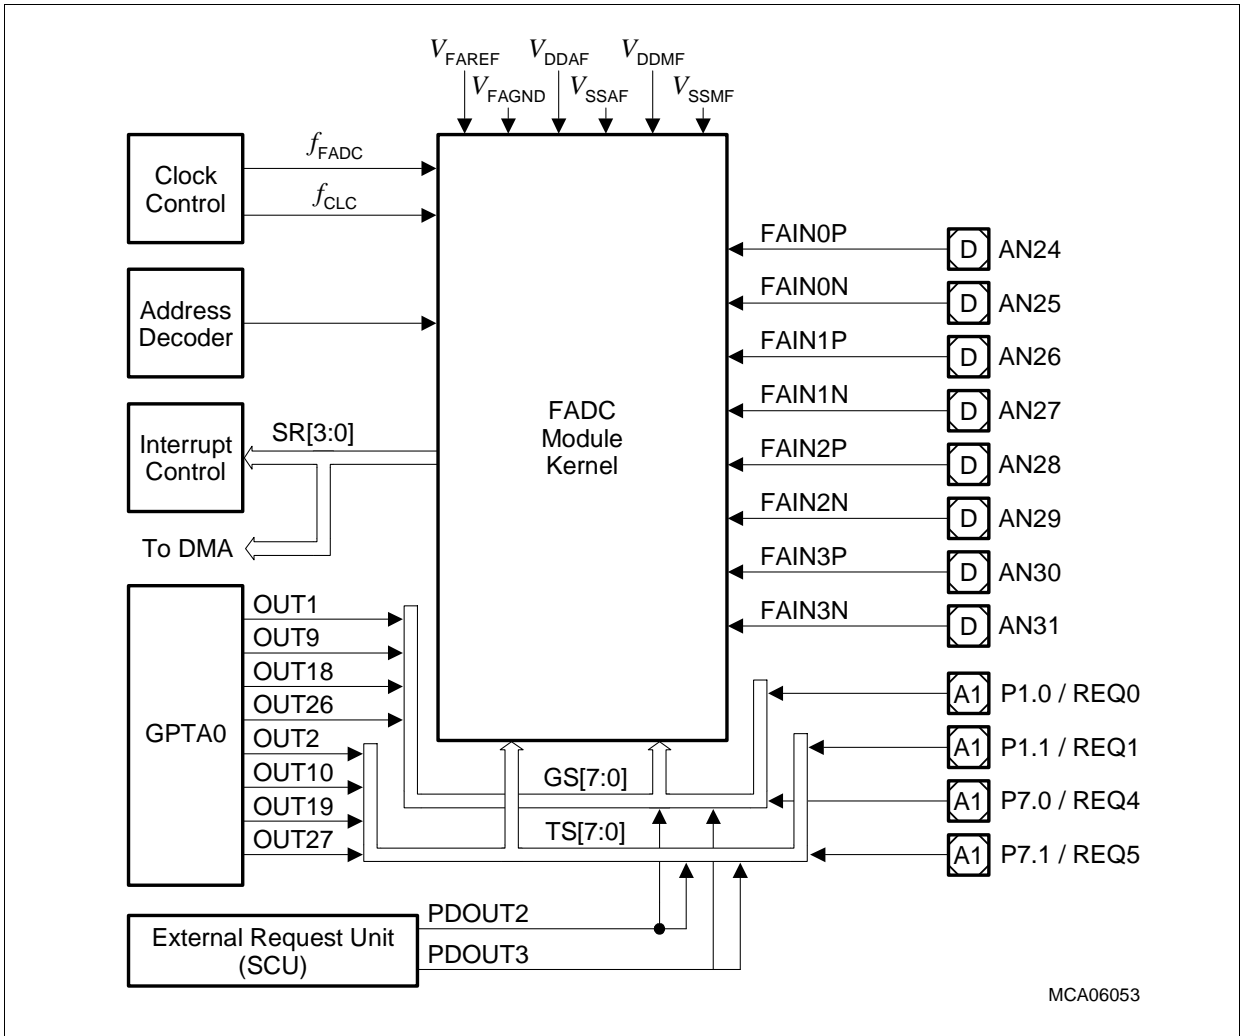 VFAREF
VDDAF
VDDMF
VFAGND
VSSAF
VSSMF
Clock
Control
fFADC
fCLC
Address
Decoder
Interrupt
Control
SR[3:0]
To DMA
FADC
Module
Kernel
FAIN0P
D
AN24
FAIN0N
D
AN25
FAIN1P
D
AN26
FAIN1N
D
AN27
FAIN2P
D
AN28
FAIN2N
D
AN29
FAIN3P
D
AN30
FAIN3N
D
AN31
GPTA0
OUT1
OUT9
OUT18
OUT26
OUT2
OUT10
OUT19
OUT27
GS[7:0]
TS[7:0]
A1
P1.0 / REQ0
A1
P1.1 / REQ1
A1
P7.0 / REQ4
A1
P7.1 / REQ5
External Request Unit
(SCU)
PDOUT2
PDOUT3
MCA06053